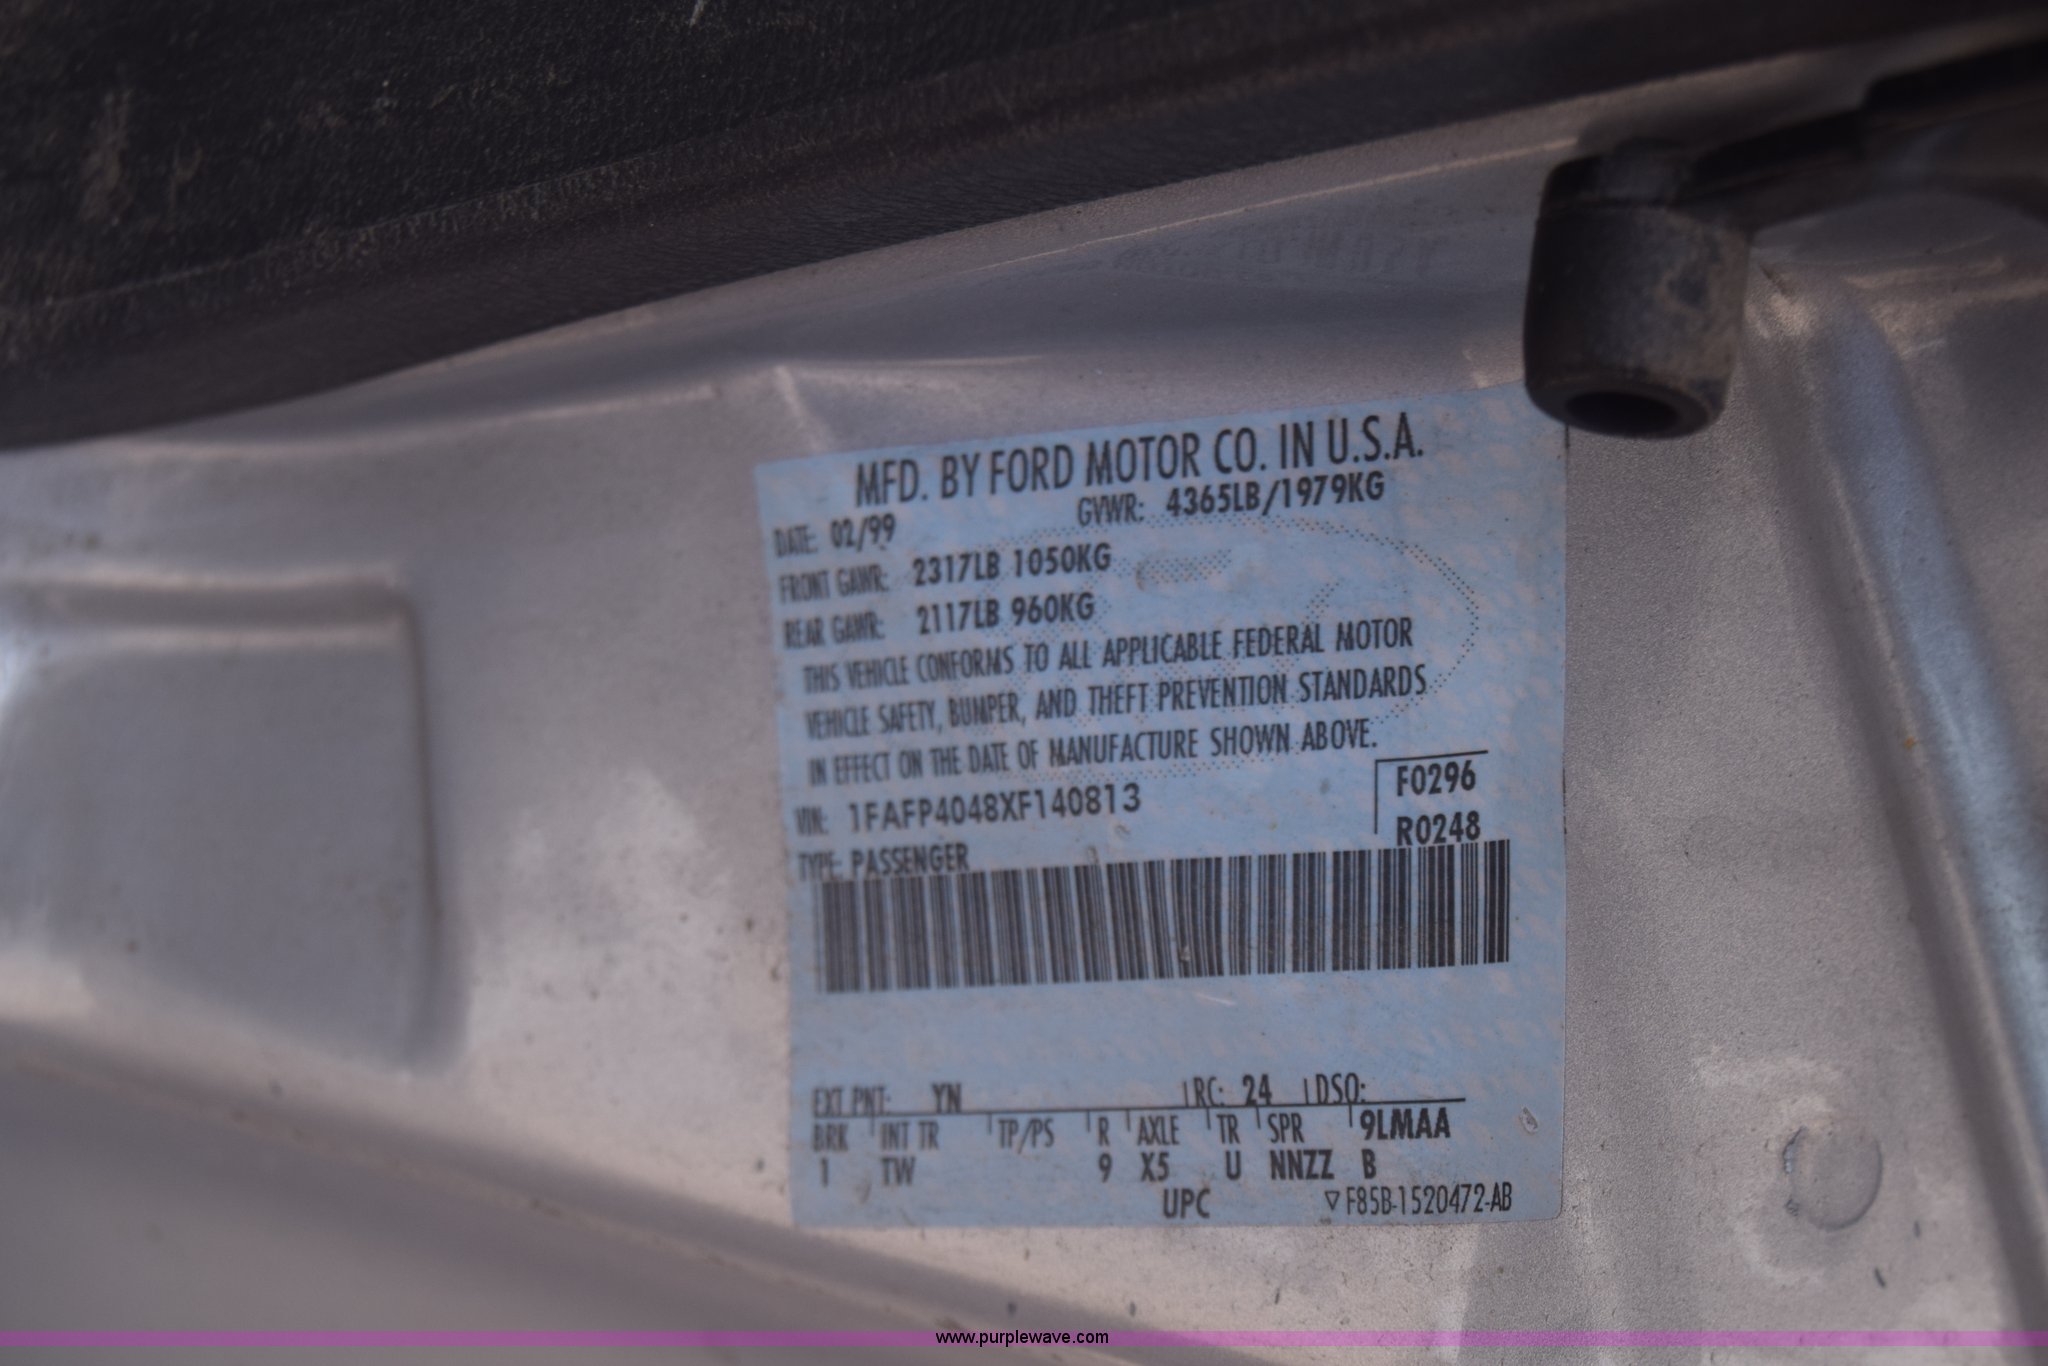 MFD. BY FORD MOTOR CO. IN U.S.A.
DATE: 02/99 GVWR: 4365LB/1979KG
FRONT GAWR: 2317LB 1050KG
REAR GAWR: 2117LB 960KG
THIS VEHICLE CONFORMS TO ALL APPLICABLE FEDERAL MOTOR
VEHICLE SAFETY, BUMPER, AND THEFT PREVENTION STANDARDS
IN EFFECT ON THE DATE OF MANUFACTURE SHOWN ABOVE.
VIN: 1FAFP4048XF140813 F0296
TYPE: PASSENGER R0248
EXT PNT: YN RC: 24 DSO:
BRK INT TR TP/PS R AXLE TR SPR 9LMAA
1 TW 9 X5 U NNZZ B
UPC ▽F85B-1520472-AB
www.purplewave.com